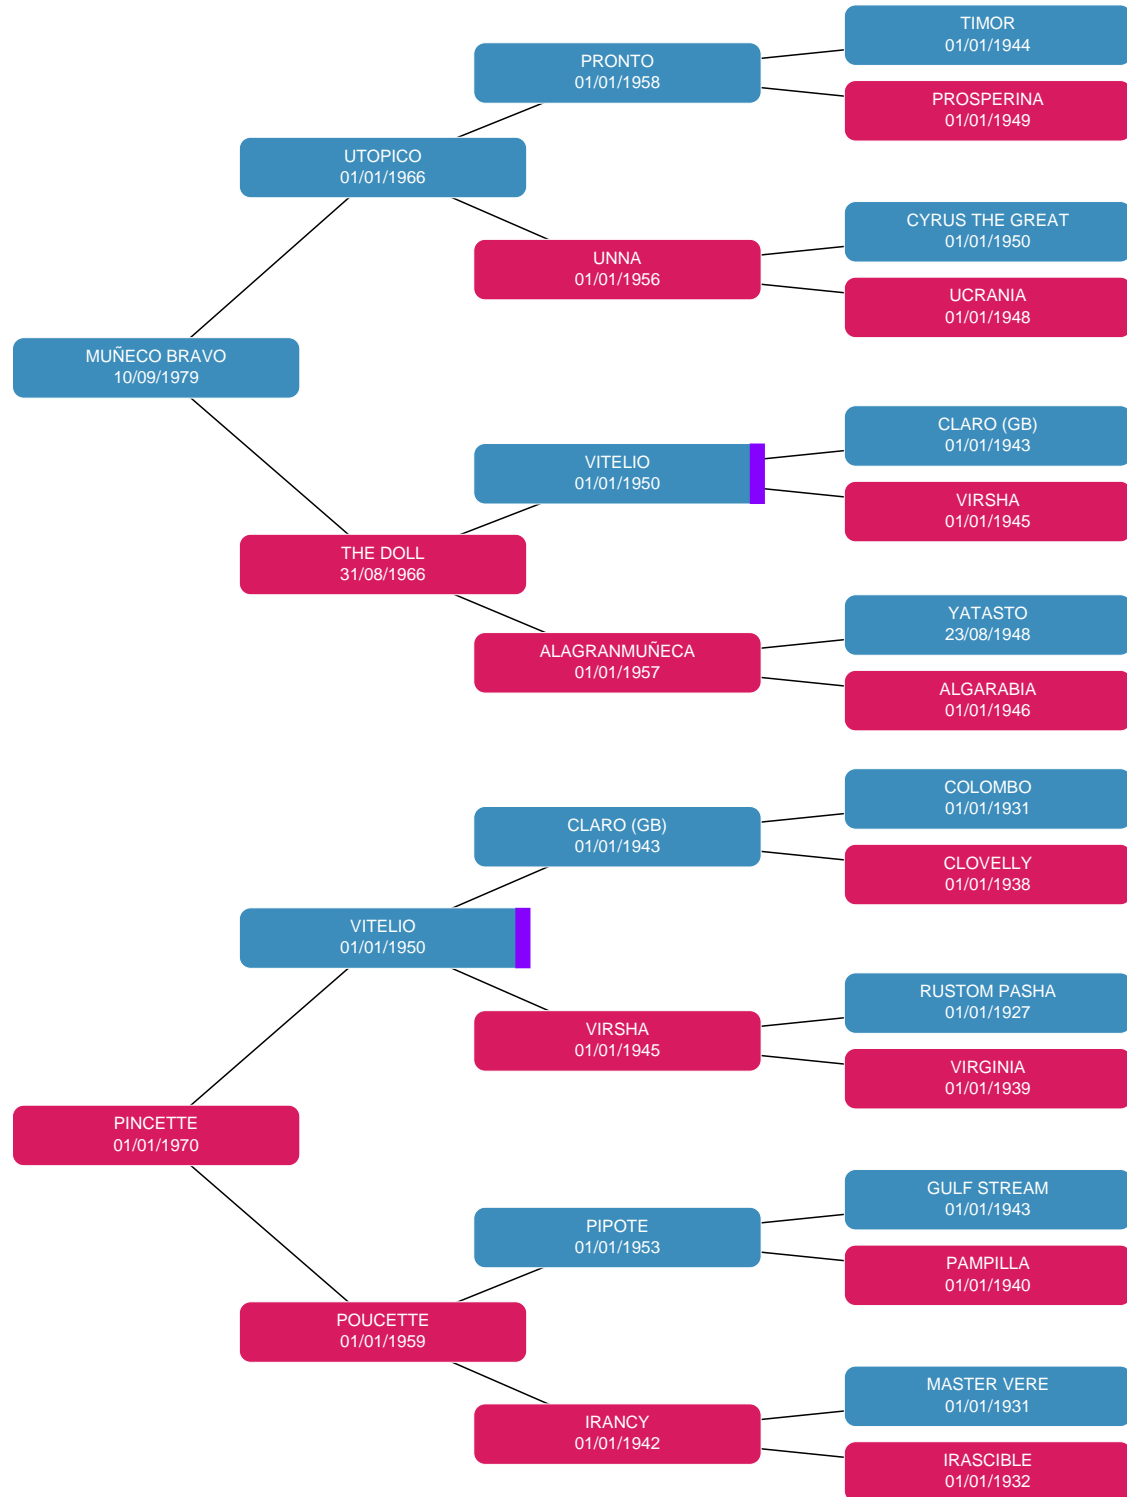 TIMOR
01/01/1944
PRONTO
01/01/1958
PROSPERINA
01/01/1949
UTOPICO
01/01/1966
CYRUS THE GREAT
01/01/1950
UNNA
01/01/1956
UCRANIA
01/01/1948
MUÑECO BRAVO
10/09/1979
CLARO (GB)
01/01/1943
VITELIO
01/01/1950
VIRSHA
01/01/1945
THE DOLL
31/08/1966
YATASTO
23/08/1948
ALAGRANMUÑECA
01/01/1957
ALGARABIA
01/01/1946
COLOMBO
01/01/1931
CLARO (GB)
01/01/1943
CLOVELLY
01/01/1938
VITELIO
01/01/1950
RUSTOM PASHA
01/01/1927
VIRSHA
01/01/1945
VIRGINIA
01/01/1939
PINCETTE
01/01/1970
GULF STREAM
01/01/1943
PIPOTE
01/01/1953
PAMPILLA
01/01/1940
POUCETTE
01/01/1959
MASTER VERE
01/01/1931
IRANCY
01/01/1942
IRASCIBLE
01/01/1932